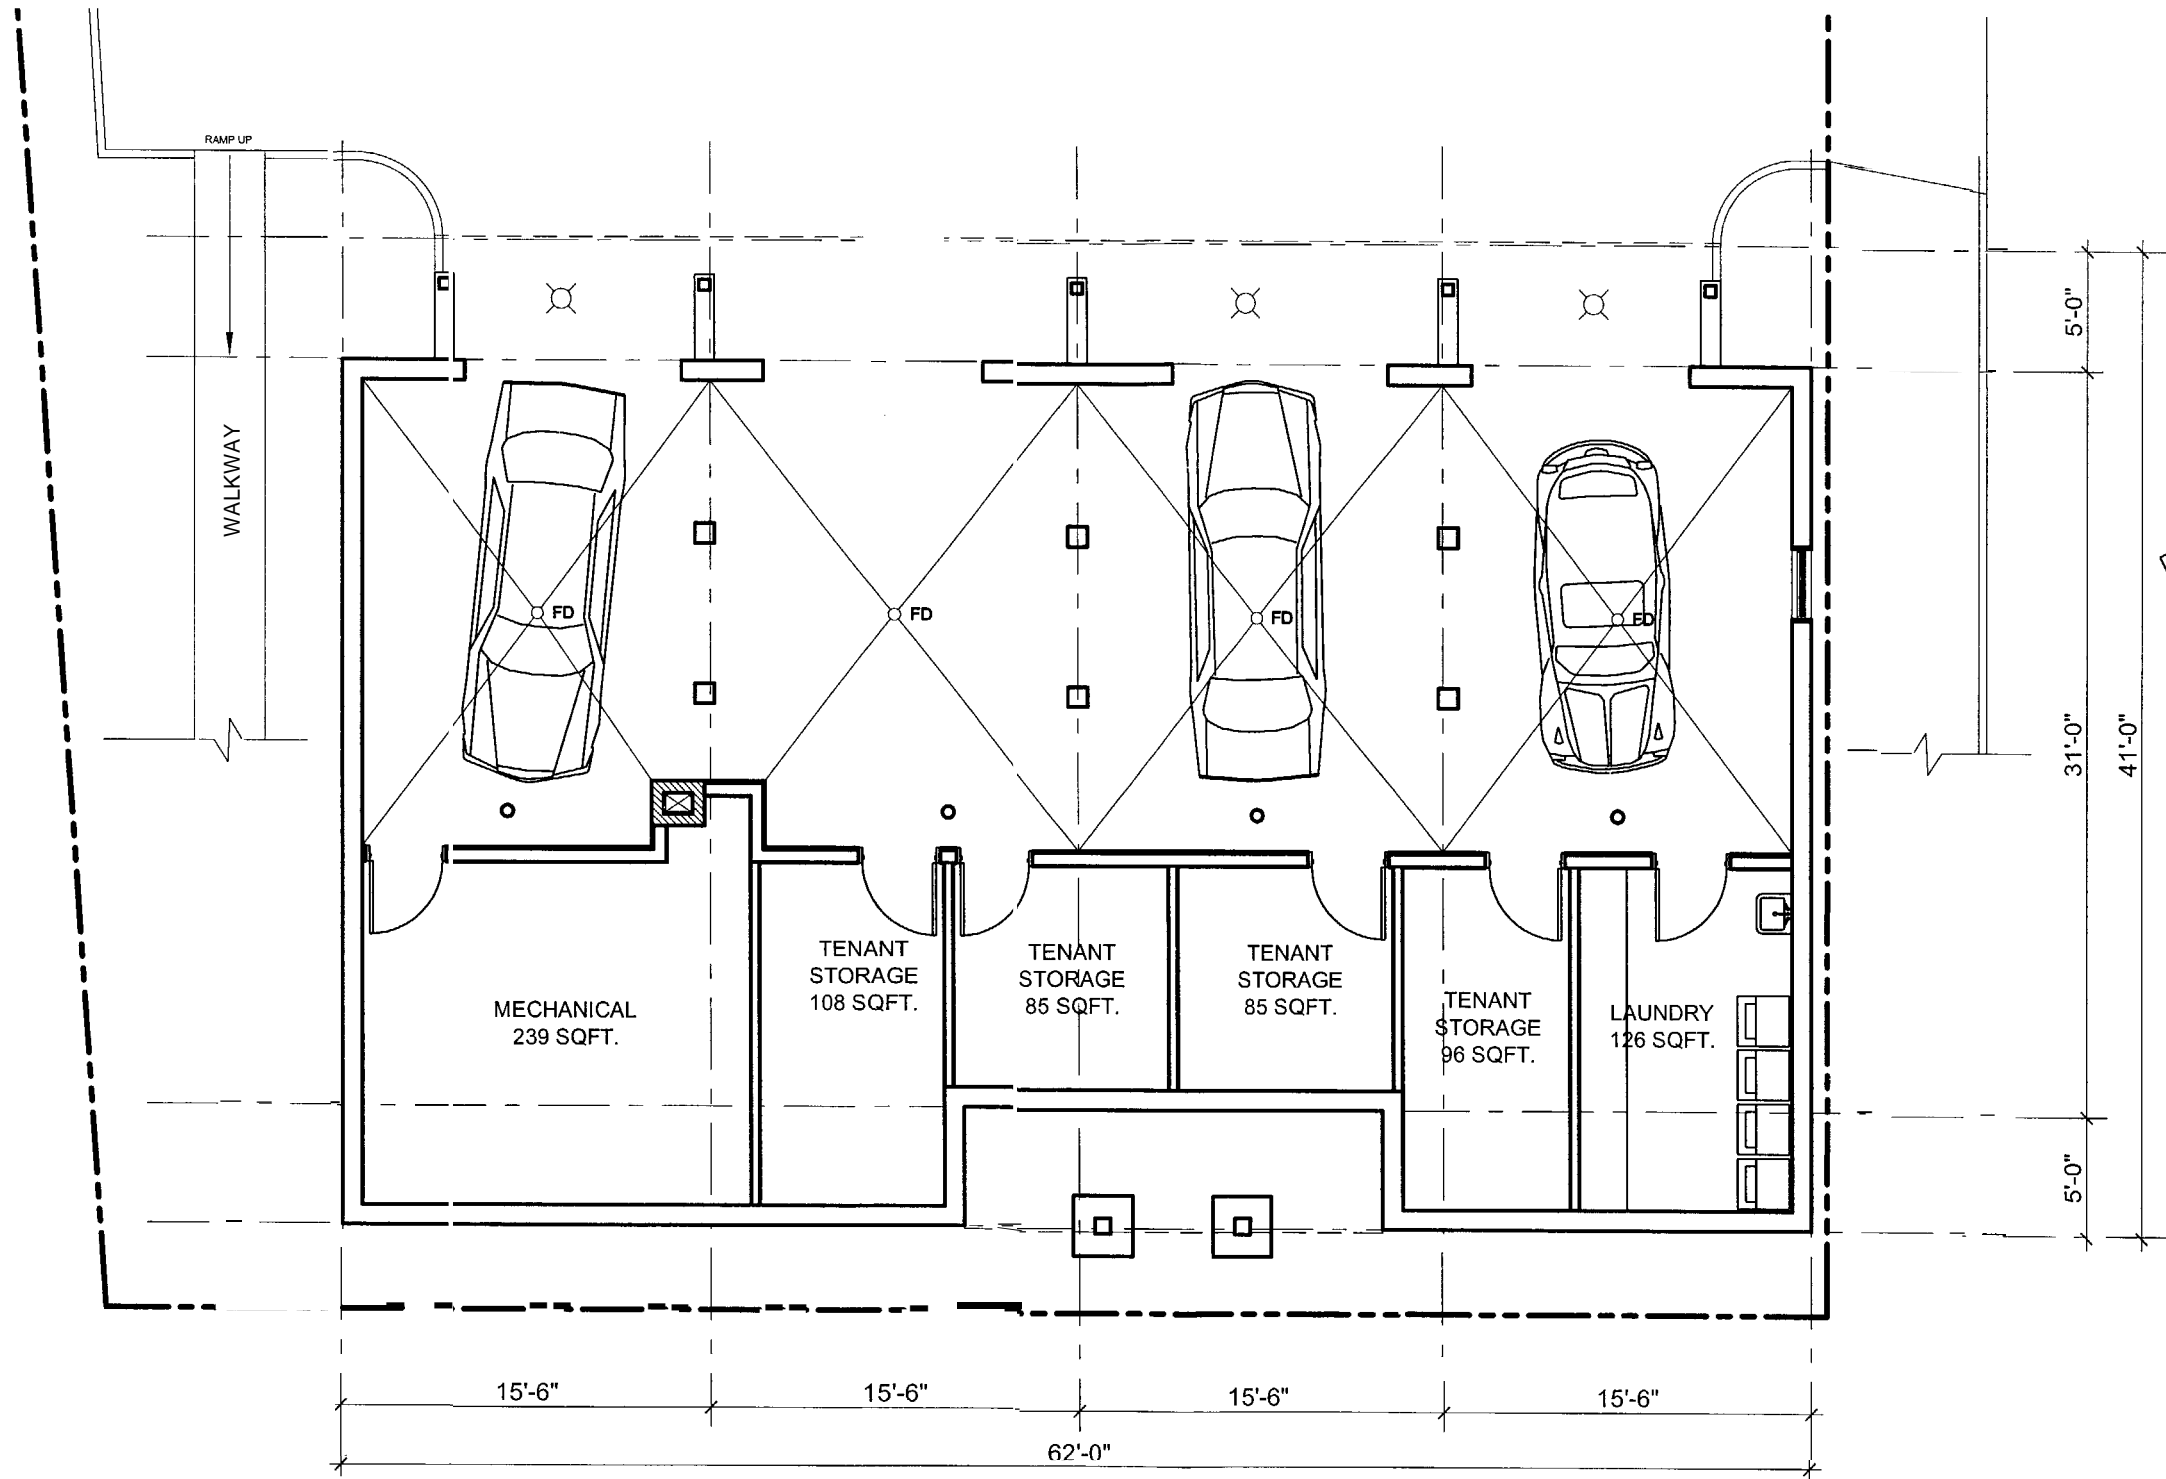 RAMP UP
WALKWAY
5'-0"
FD
FD
FD
FD
31'-0"
41'-0"
TENANT
STORAGE
108 SQFT.
TENANT
STORAGE
85 SQFT.
TENANT
STORAGE
85 SQFT.
MECHANICAL
239 SQFT.
TENANT
STORAGE
96 SQFT.
LAUNDRY
126 SQFT.
5'-0"
15'-6"
15'-6"
15'-6"
15'-6"
62'-0"